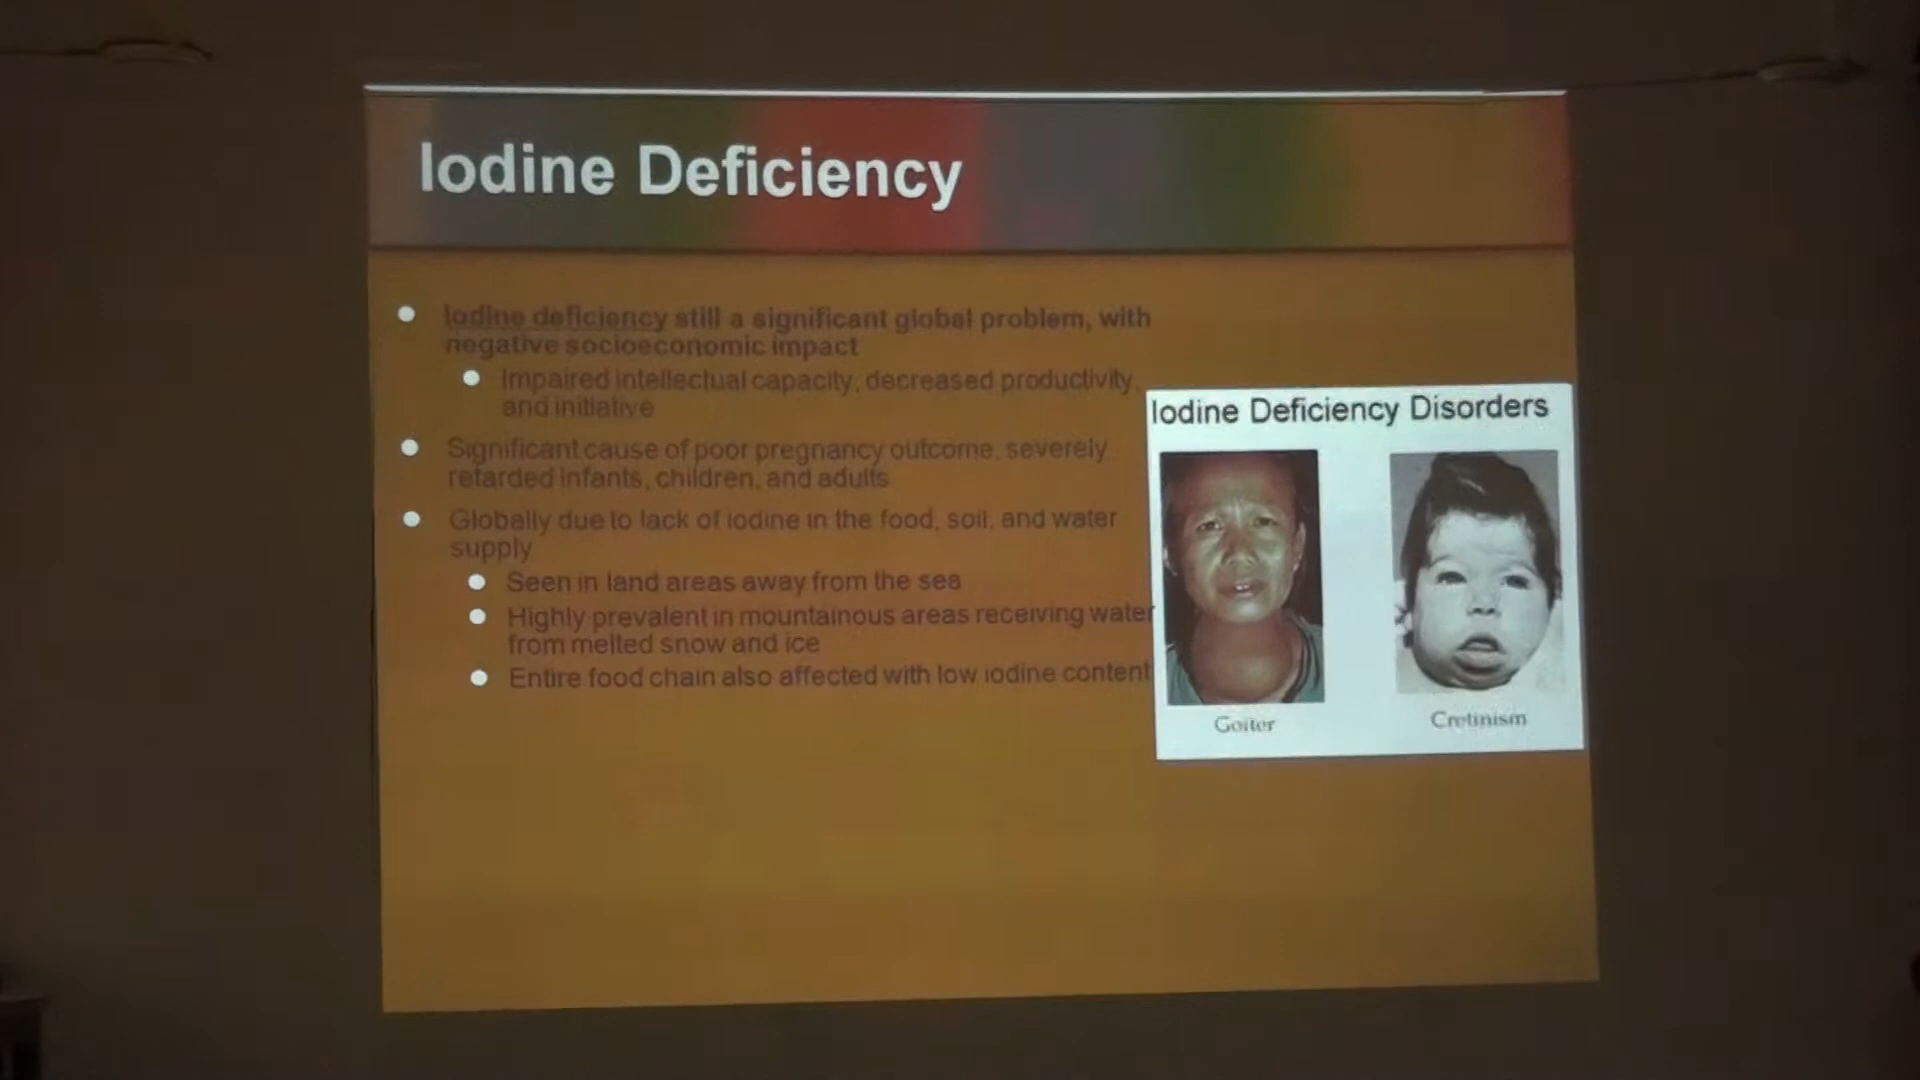 Iodine Deficiency
Iodine deficiency still a significant global problem, with
negative socioeconomic impact
Impaired intellectual capacity, decreased productivity,
and initiative
Significant cause of poor pregnancy outcome, severely
retarded infants, children, and adults
Globally due to lack of iodine in the food, soil, and water
supply
Seen in land areas away from the sea
Highly prevalent in mountainous areas receiving water
from melted snow and ice
Entire food chain also affected with low iodine content
Iodine Deficiency Disorders
Goiter
Cretinism